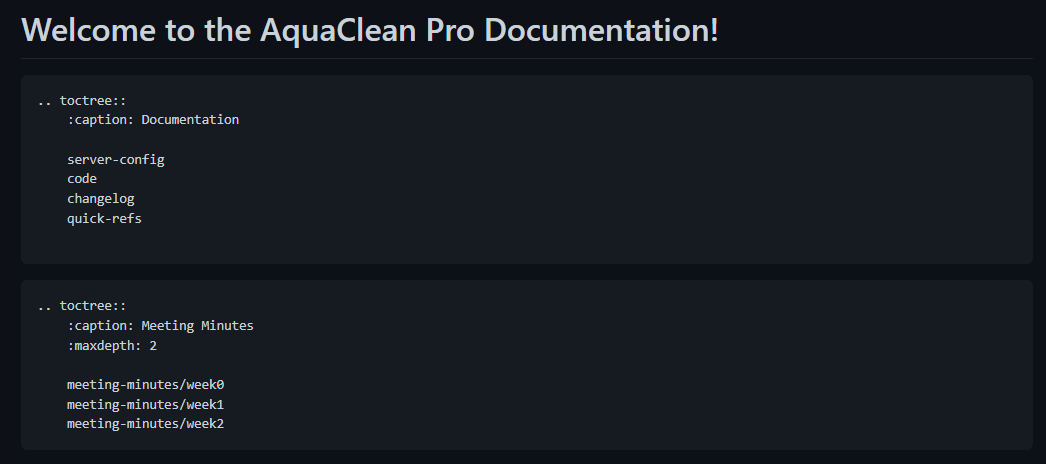 Welcome to the AquaClean Pro Documentation!
.. toctree::
    :caption: Documentation
    server-config
    code
    changelog
    quick-refs
.. toctree::
    :caption: Meeting Minutes
    :maxdepth: 2
    meeting-minutes/week0
    meeting-minutes/week1
    meeting-minutes/week2